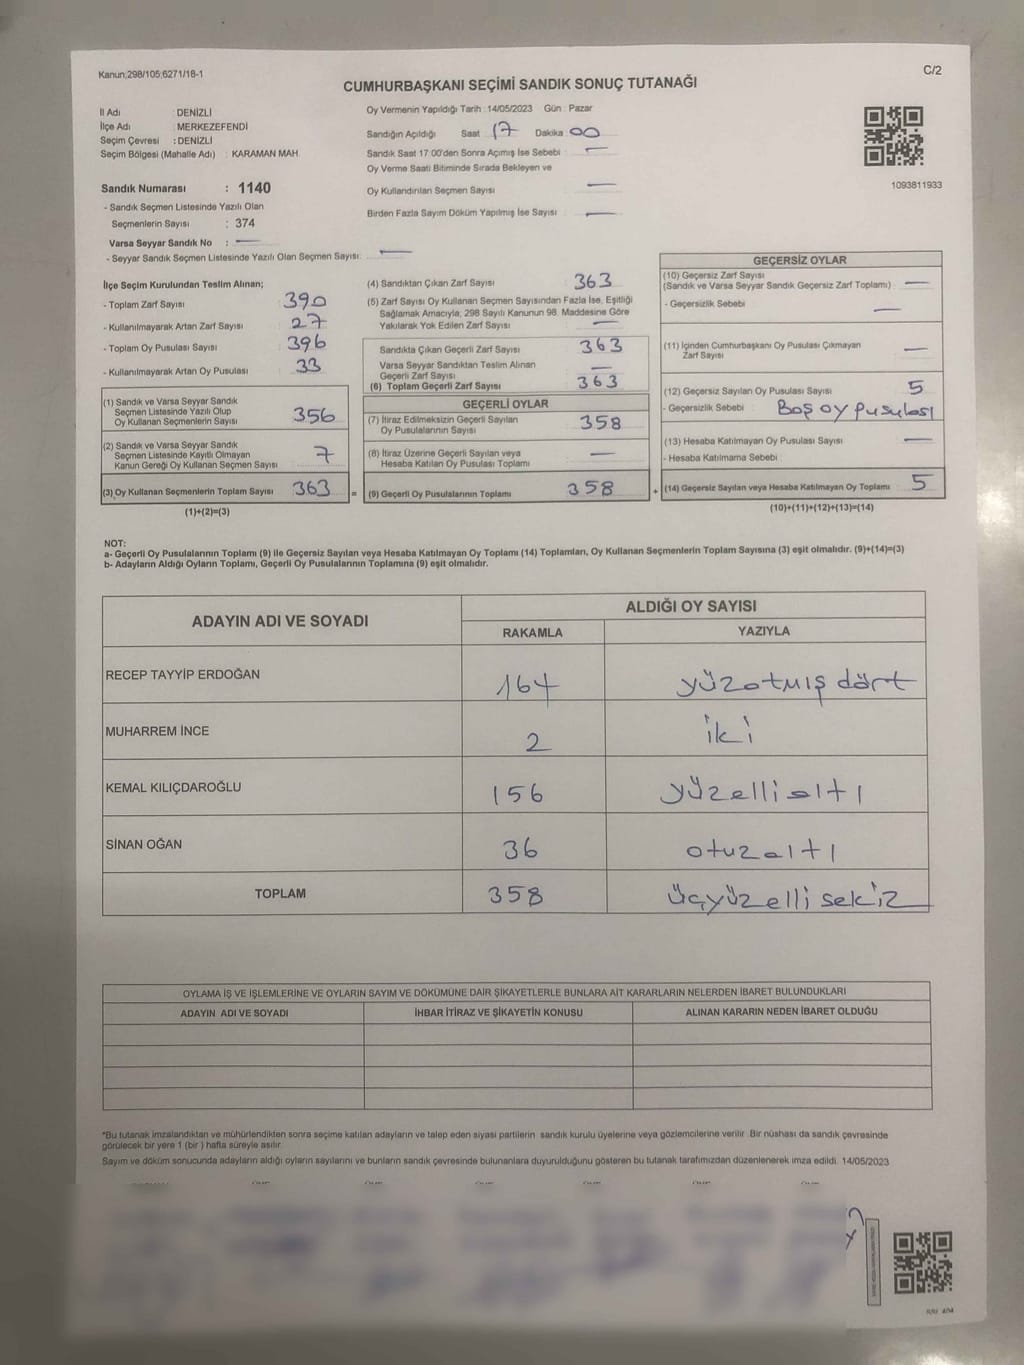 Kanun;298/105;6271/18-1
C/2
CUMHURBAŞKANI SEÇİMİ SANDIK SONUÇ TUTANAĞI
İl Adı : DENİZLİ
İlçe Adı : MERKEZEFENDİ
Seçim Çevresi : DENİZLİ
Seçim Bölgesi (Mahalle Adı) : KARAMAN MAH.
Sandık Numarası : 1140
- Sandık Seçmen Listesinde Yazılı Olan
Seçmenlerin Sayısı : 374
Varsa Seyyar Sandık No : —
- Seyyar Sandık Seçmen Listesinde Yazılı Olan Seçmen Sayısı: —
Oy Vermenin Yapıldığı Tarih :14/05/2023 Gün : Pazar
Sandığın Açıldığı Saat 17 Dakika 00
Sandık Saat 17:00'den Sonra Açımış İse Sebebi : —
Oy Verme Saati Bitiminde Sırada Bekleyen ve
Oy Kullandırılan Seçmen Sayısı —
Birden Fazla Sayım Döküm Yapılmış İse Sayısı —
1093811933
İlçe Seçim Kurulundan Teslim Alınan;
- Toplam Zarf Sayısı 390
- Kullanılmayarak Artan Zarf Sayısı 27
- Toplam Oy Pusulası Sayısı 396
- Kullanılmayarak Artan Oy Pusulası 33
(1) Sandık ve Varsa Seyyar Sandık
Seçmen Listesinde Yazılı Olup
Oy Kullanan Seçmenlerin Sayısı 356
(2) Sandık ve Varsa Seyyar Sandık
Seçmen Listesinde Kayıtlı Olmayan
Kanun Gereği Oy Kullanan Seçmen Sayısı 7
(3) Oy Kullanan Seçmenlerin Toplam Sayısı 363 =
(1)+(2)=(3)
(4) Sandıktan Çıkan Zarf Sayısı 363
(5) Zarf Sayısı Oy Kullanan Seçmen Sayısından Fazla İse, Eşitliği
Sağlamak Amacıyla, 298 Sayılı Kanunun 98. Maddesine Göre
Yakılarak Yok Edilen Zarf Sayısı —
Sandıkta Çıkan Geçerli Zarf Sayısı 363
Varsa Seyyar Sandıktan Teslim Alınan
Geçerli Zarf Sayısı —
(6) Toplam Geçerli Zarf Sayısı 363
GEÇERLİ OYLAR
(7) İtiraz Edilmeksizin Geçerli Sayılan
Oy Pusulalarının Sayısı 358
(8) İtiraz Üzerine Geçerli Sayılan veya
Hesaba Katılan Oy Pusulası Toplamı —
(9) Geçerli Oy Pusulalarının Toplamı 358 +
GEÇERSİZ OYLAR
(10) Geçersiz Zarf Sayısı
(Sandık ve Varsa Seyyar Sandık Geçersiz Zarf Toplamı) : —
- Geçersizlik Sebebi —
(11) İçinden Cumhurbaşkanı Oy Pusulası Çıkmayan
Zarf Sayısı —
(12) Geçersiz Sayılan Oy Pusulası Sayısı 5
- Geçersizlik Sebebi : Boş oy pusulası
(13) Hesaba Katılmayan Oy Pusulası Sayısı —
- Hesaba Katılmama Sebebi :
(14) Geçersiz Sayılan veya Hesaba Katılmayan Oy Toplamı 5
(10)+(11)+(12)+(13)=(14)
NOT:
a- Geçerli Oy Pusulalarının Toplamı (9) ile Geçersiz Sayılan veya Hesaba Katılmayan Oy Toplamı (14) Toplamları, Oy Kullanan Seçmenlerin Toplam Sayısına (3) eşit olmalıdır. (9)+(14)=(3)
b- Adayların Aldığı Oyların Toplamı, Geçerli Oy Pusulalarının Toplamına (9) eşit olmalıdır.
ADAYIN ADI VE SOYADI
ALDIĞI OY SAYISI
RAKAMLA YAZIYLA
RECEP TAYYİP ERDOĞAN 164 yüzotmış dört
MUHARREM İNCE 2 iki
KEMAL KILIÇDAROĞLU 156 yüzelli altı
SİNAN OĞAN 36 otuzaltı
TOPLAM 358 üçyüzelli sekiz
OYLAMA İŞ VE İŞLEMLERİNE VE OYLARIN SAYIM VE DÖKÜMÜNE DAİR ŞİKAYETLERLE BUNLARA AİT KARARLARIN NELERDEN İBARET BULUNDUKLARI
ADAYIN ADI VE SOYADI İHBAR İTİRAZ VE ŞİKAYETİN KONUSU ALINAN KARARIN NEDEN İBARET OLDUĞU
*Bu tutanak imzalandıktan ve mühürlendikten sonra seçime katılan adayların ve talep eden siyasi partilerin sandık kurulu üyelerine veya gözlemcilerine verilir .Bir nüshası da sandık çevresinde
görülecek bir yere 1 (bir ) hafta süreyle asılır.
Sayım ve döküm sonucunda adayların aldığı oyların sayılarını ve bunların sandık çevresinde bulunanlara duyurulduğunu gösteren bu tutanak tarafımızdan düzenlenerek imza edildi. 14/05/2023